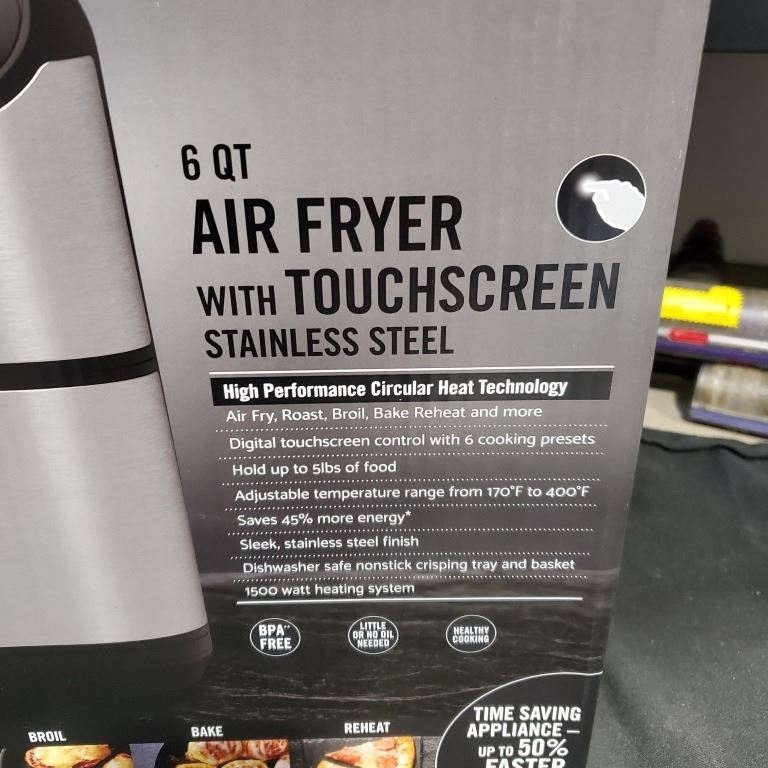 6 QT
AIR FRYER
WITH TOUCHSCREEN
STAINLESS STEEL
High Performance Circular Heat Technology
Air Fry, Roast, Broil, Bake Reheat and more
Digital touchscreen control with 6 cooking presets
Hold up to 5lbs of food
Adjustable temperature range from 170°F to 400°F
Saves 45% more energy*
Sleek, stainless steel finish
Dishwasher safe nonstick crisping tray and basket
1500 watt heating system
BPA**
FREE
LITTLE
OR NO OIL
NEEDED
HEALTHY
COOKING
BROIL
BAKE
REHEAT
TIME SAVING
APPLIANCE –
UP TO 50%
FASTER